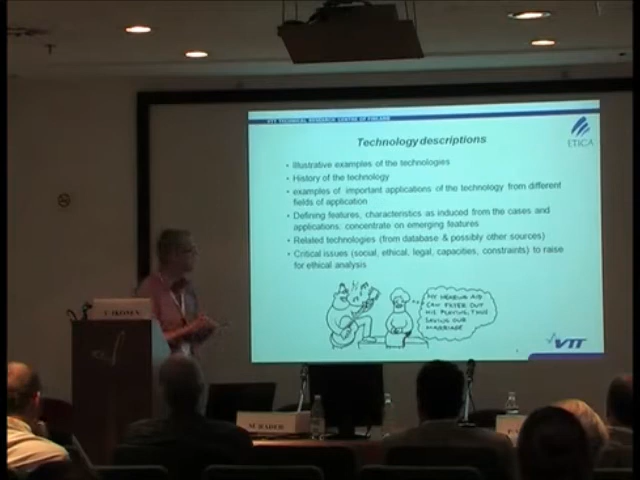 VTT TECHNICAL RESEARCH CENTRE OF FINLAND
ETICA
Technology descriptions
• Illustrative examples of the technologies
• History of the technology
• examples of important applications of the technology from different
fields of application
• Defining features, characteristics as induced from the cases and
applications: concentrate on emerging features
• Related technologies (from database & possibly other sources)
• Critical issues (social, ethical, legal, capacities, constraints) to raise
for ethical analysis
MY HEARING AID
CAN FILTER OUT
HIS PLAYING, THUS
SAVING OUR
MARRIAGE
VTT
M. RADER